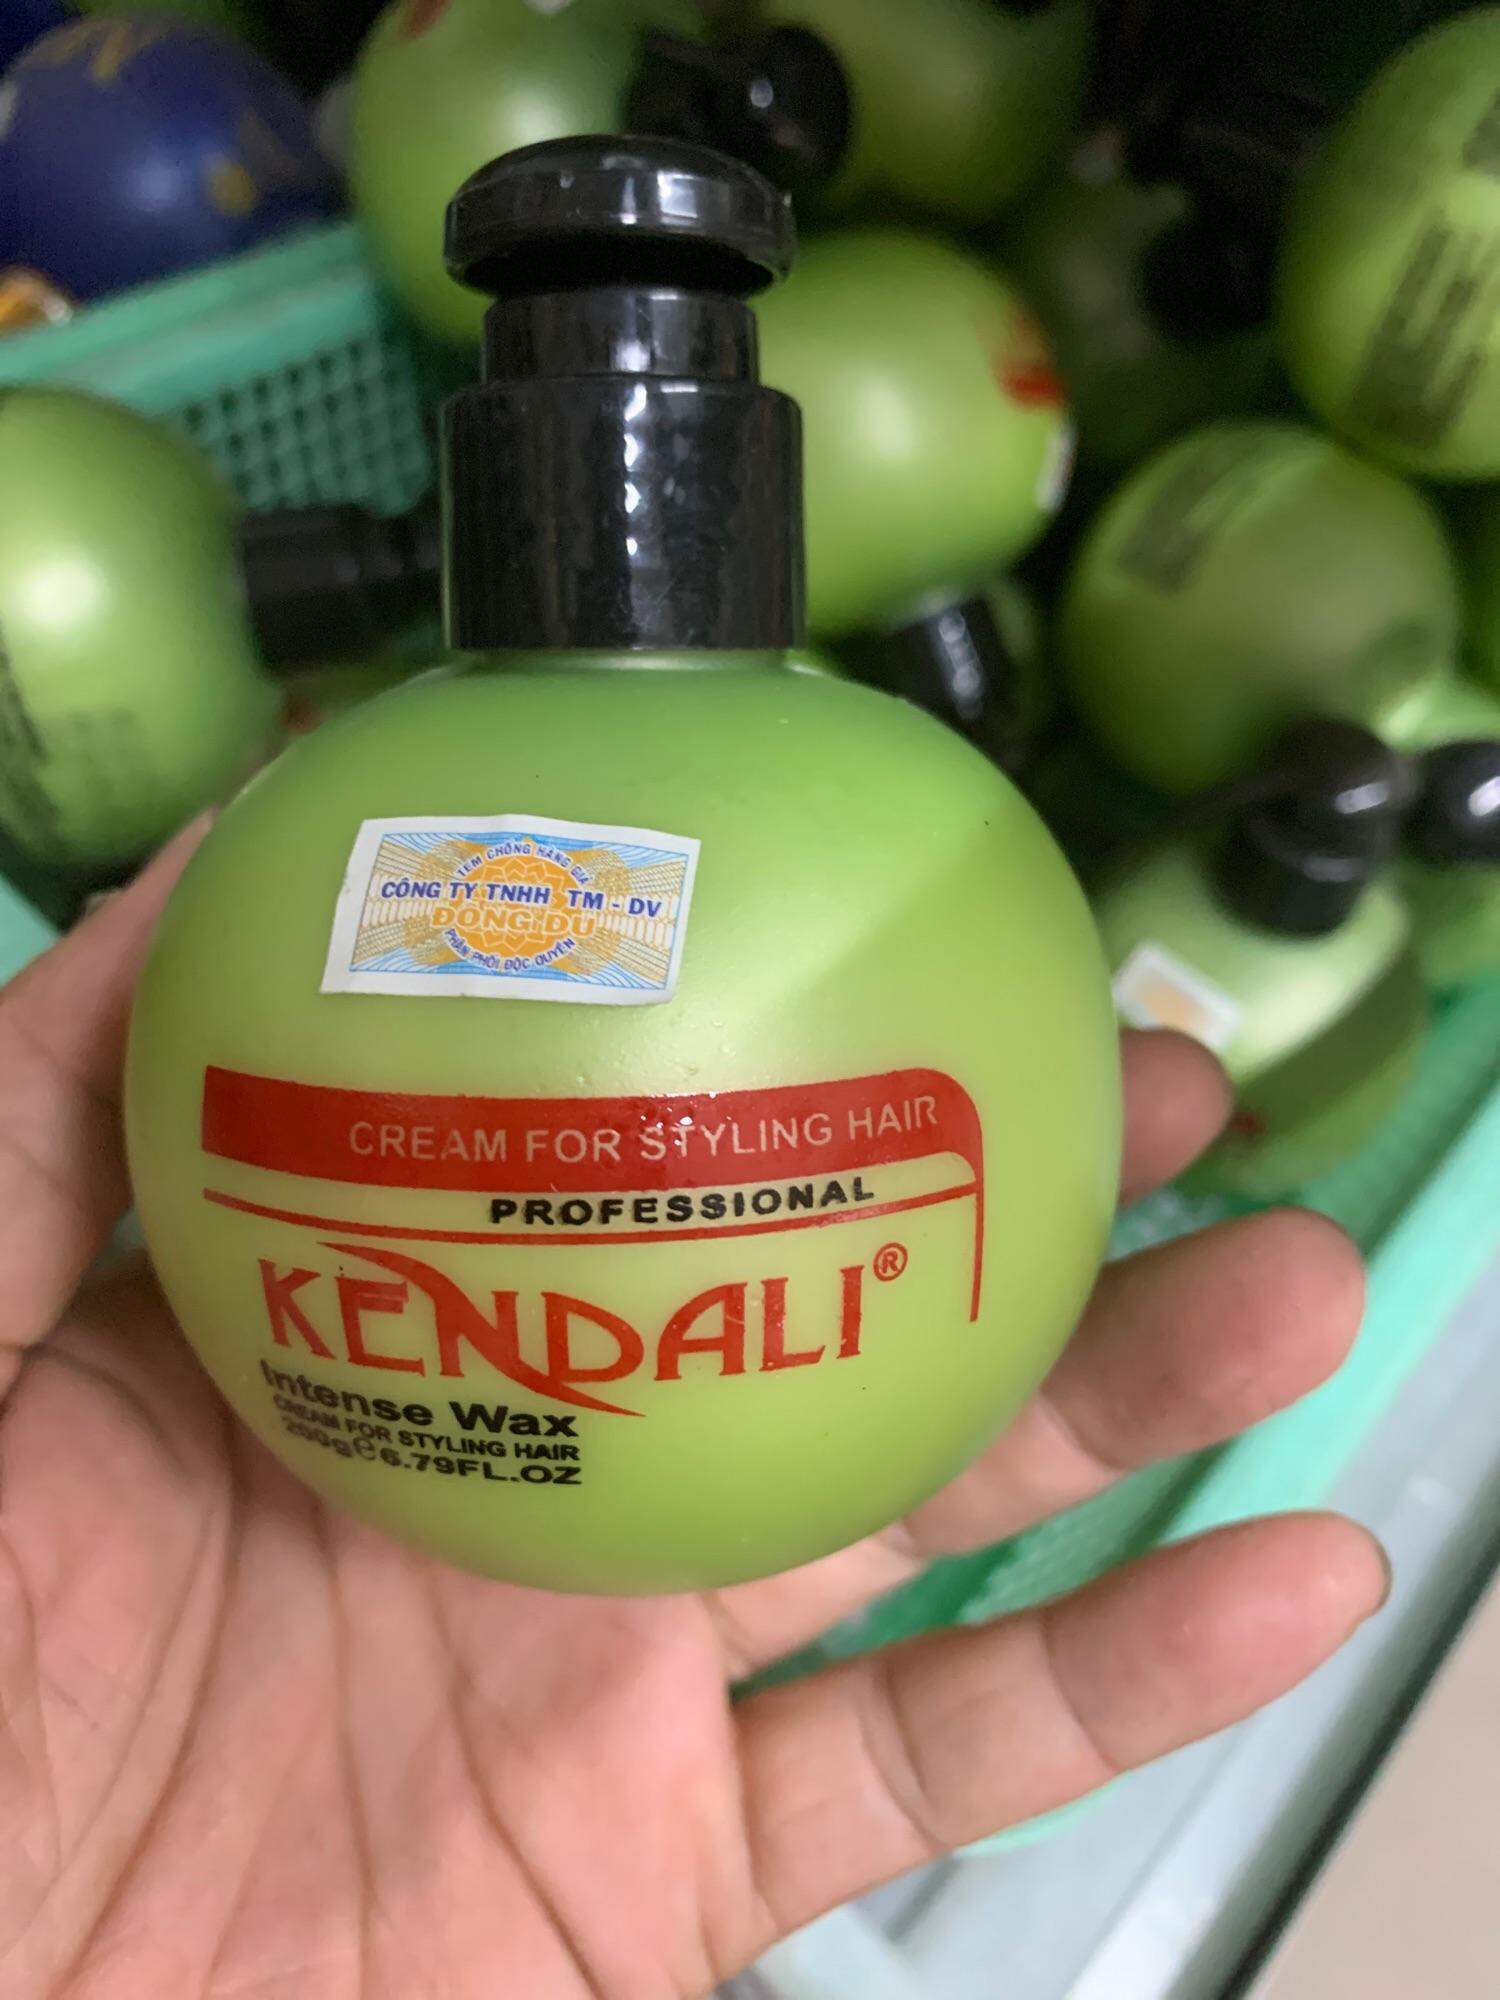 TEM CHỐNG HÀNG GIẢ
CÔNG TY TNHH TM - DV
ĐÔNG DU
PHÂN PHỐI ĐỘC QUYỀN
CREAM FOR STYLING HAIR
PROFESSIONAL
KENDALI®
Intense Wax
CREAM FOR STYLING HAIR
200g℮6.79FL.OZ